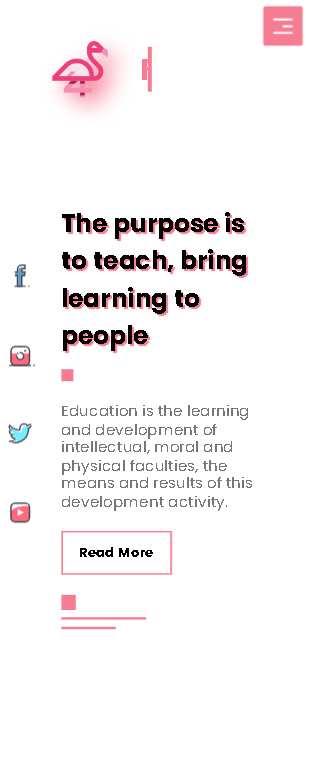 The purpose is
to teach, bring
learning to
people
Education is the learning
and development of
intellectual, moral and
physical faculties, the
means and results of this
development activity.
Read More